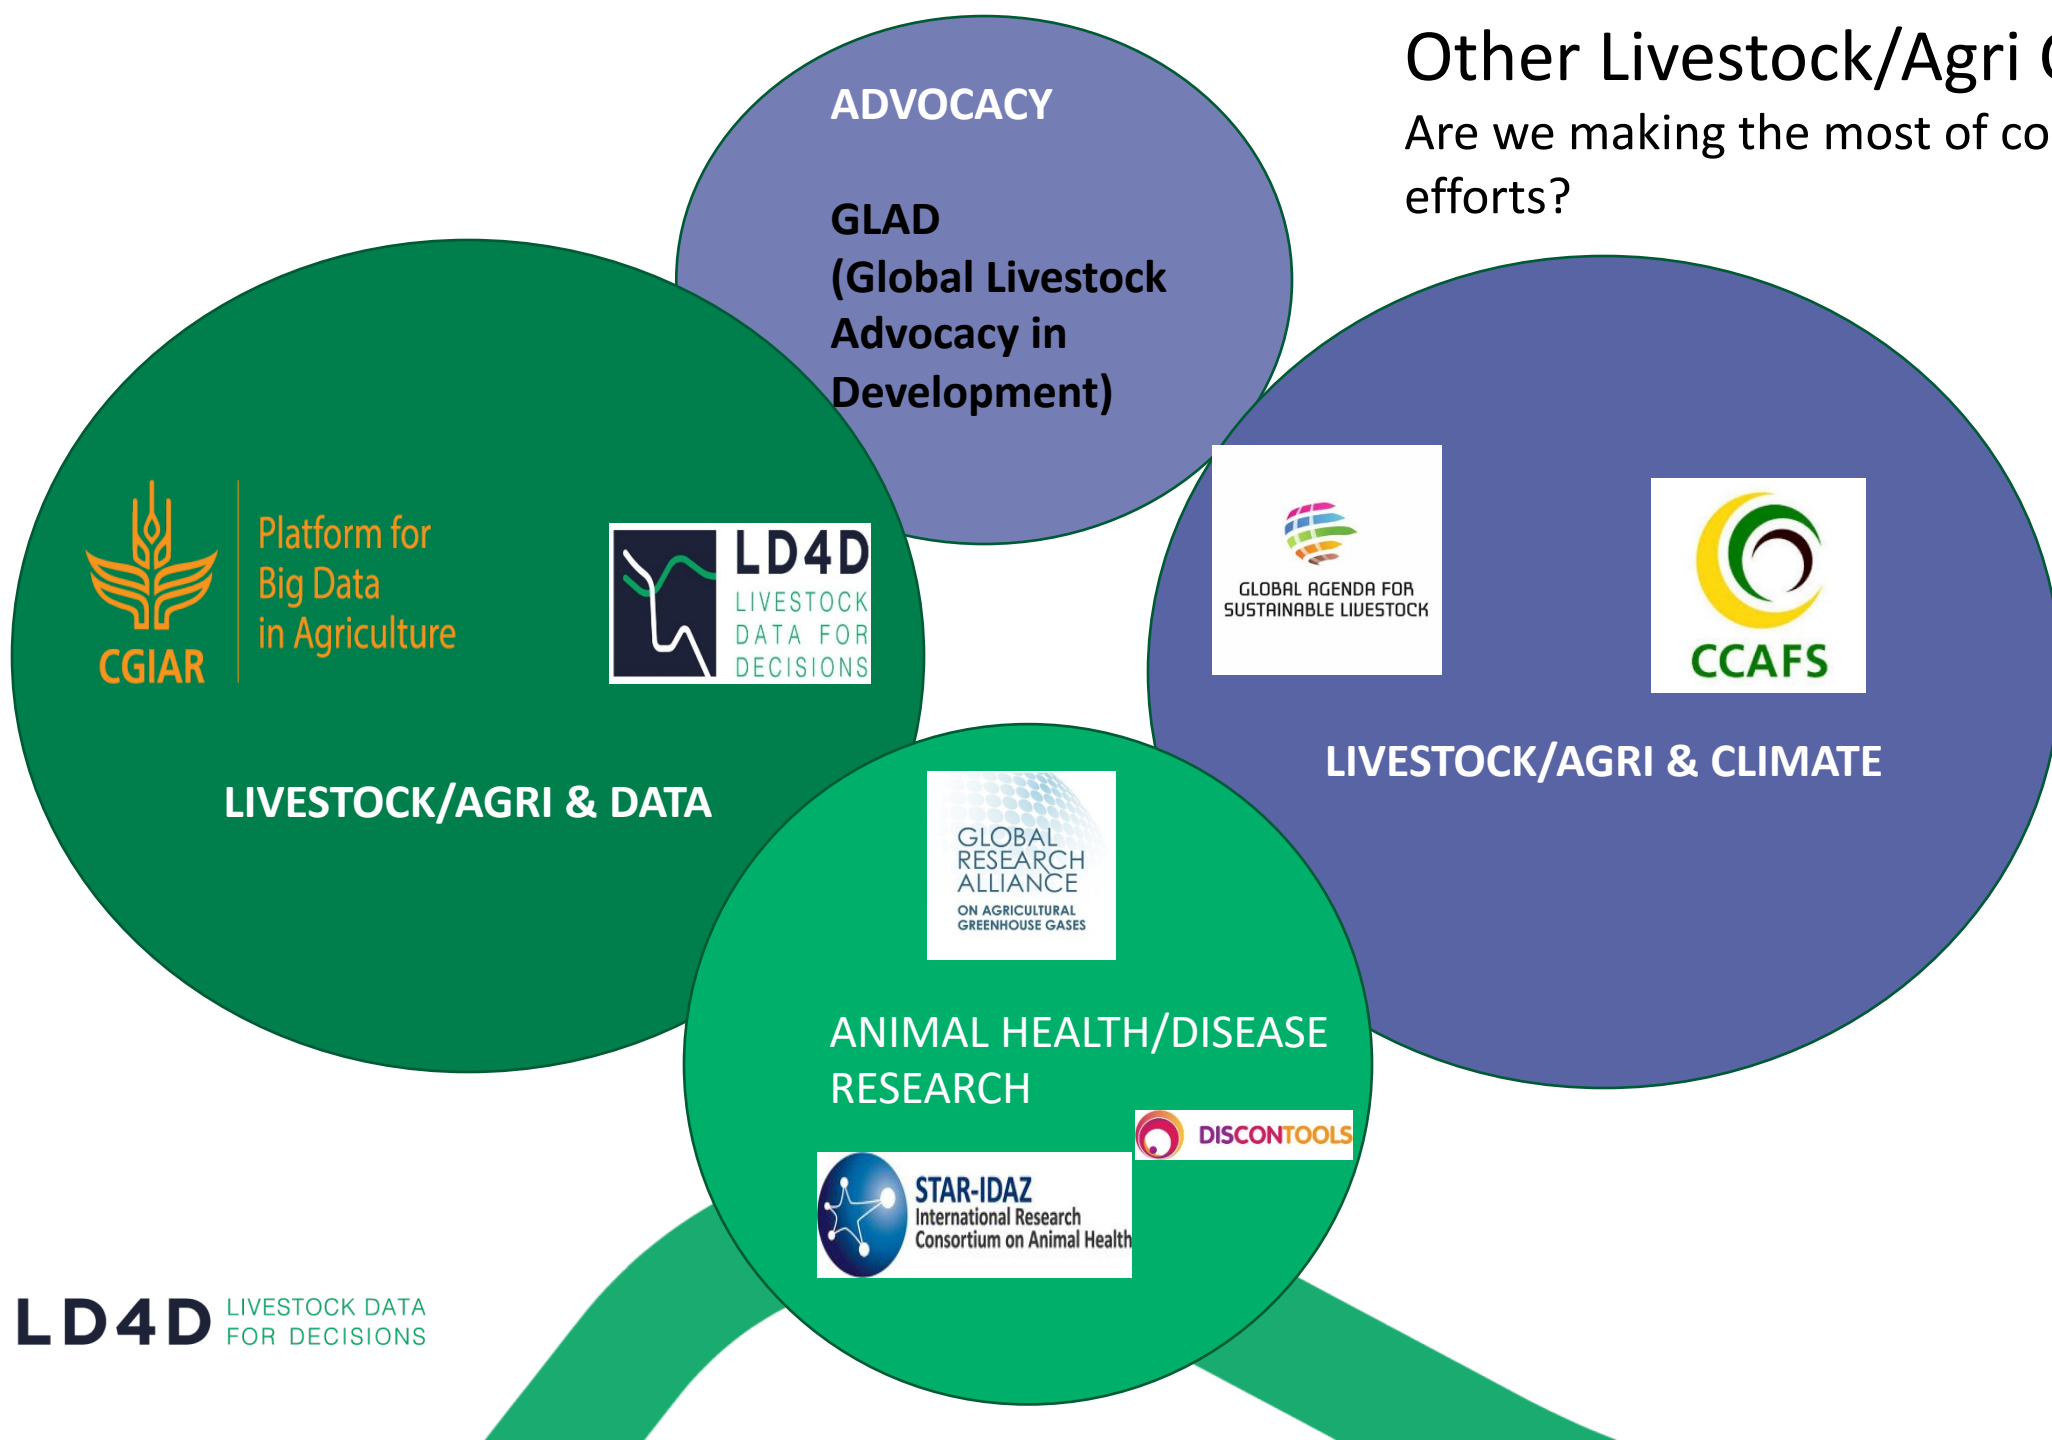 Other Livestock/Agri
Are we making the most of
efforts?
ADVOCACY
GLAD
(Global Livestock
Advocacy in
Development)
CGIAR
Platform for
Big Data
in Agriculture
LD4D
LIVESTOCK
DATA FOR
DECISIONS
LIVESTOCK/AGRI & DATA
GLOBAL AGENDA FOR
SUSTAINABLE LIVESTOCK
CCAFS
LIVESTOCK/AGRI & CLIMATE
GLOBAL
RESEARCH
ALLIANCE
ON AGRICULTURAL
GREENHOUSE GASES
ANIMAL HEALTH/DISEASE
RESEARCH
DISCONTOOLS
STAR-IDAZ
International Research
Consortium on Animal Health
LD4D
LIVESTOCK DATA
FOR DECISIONS